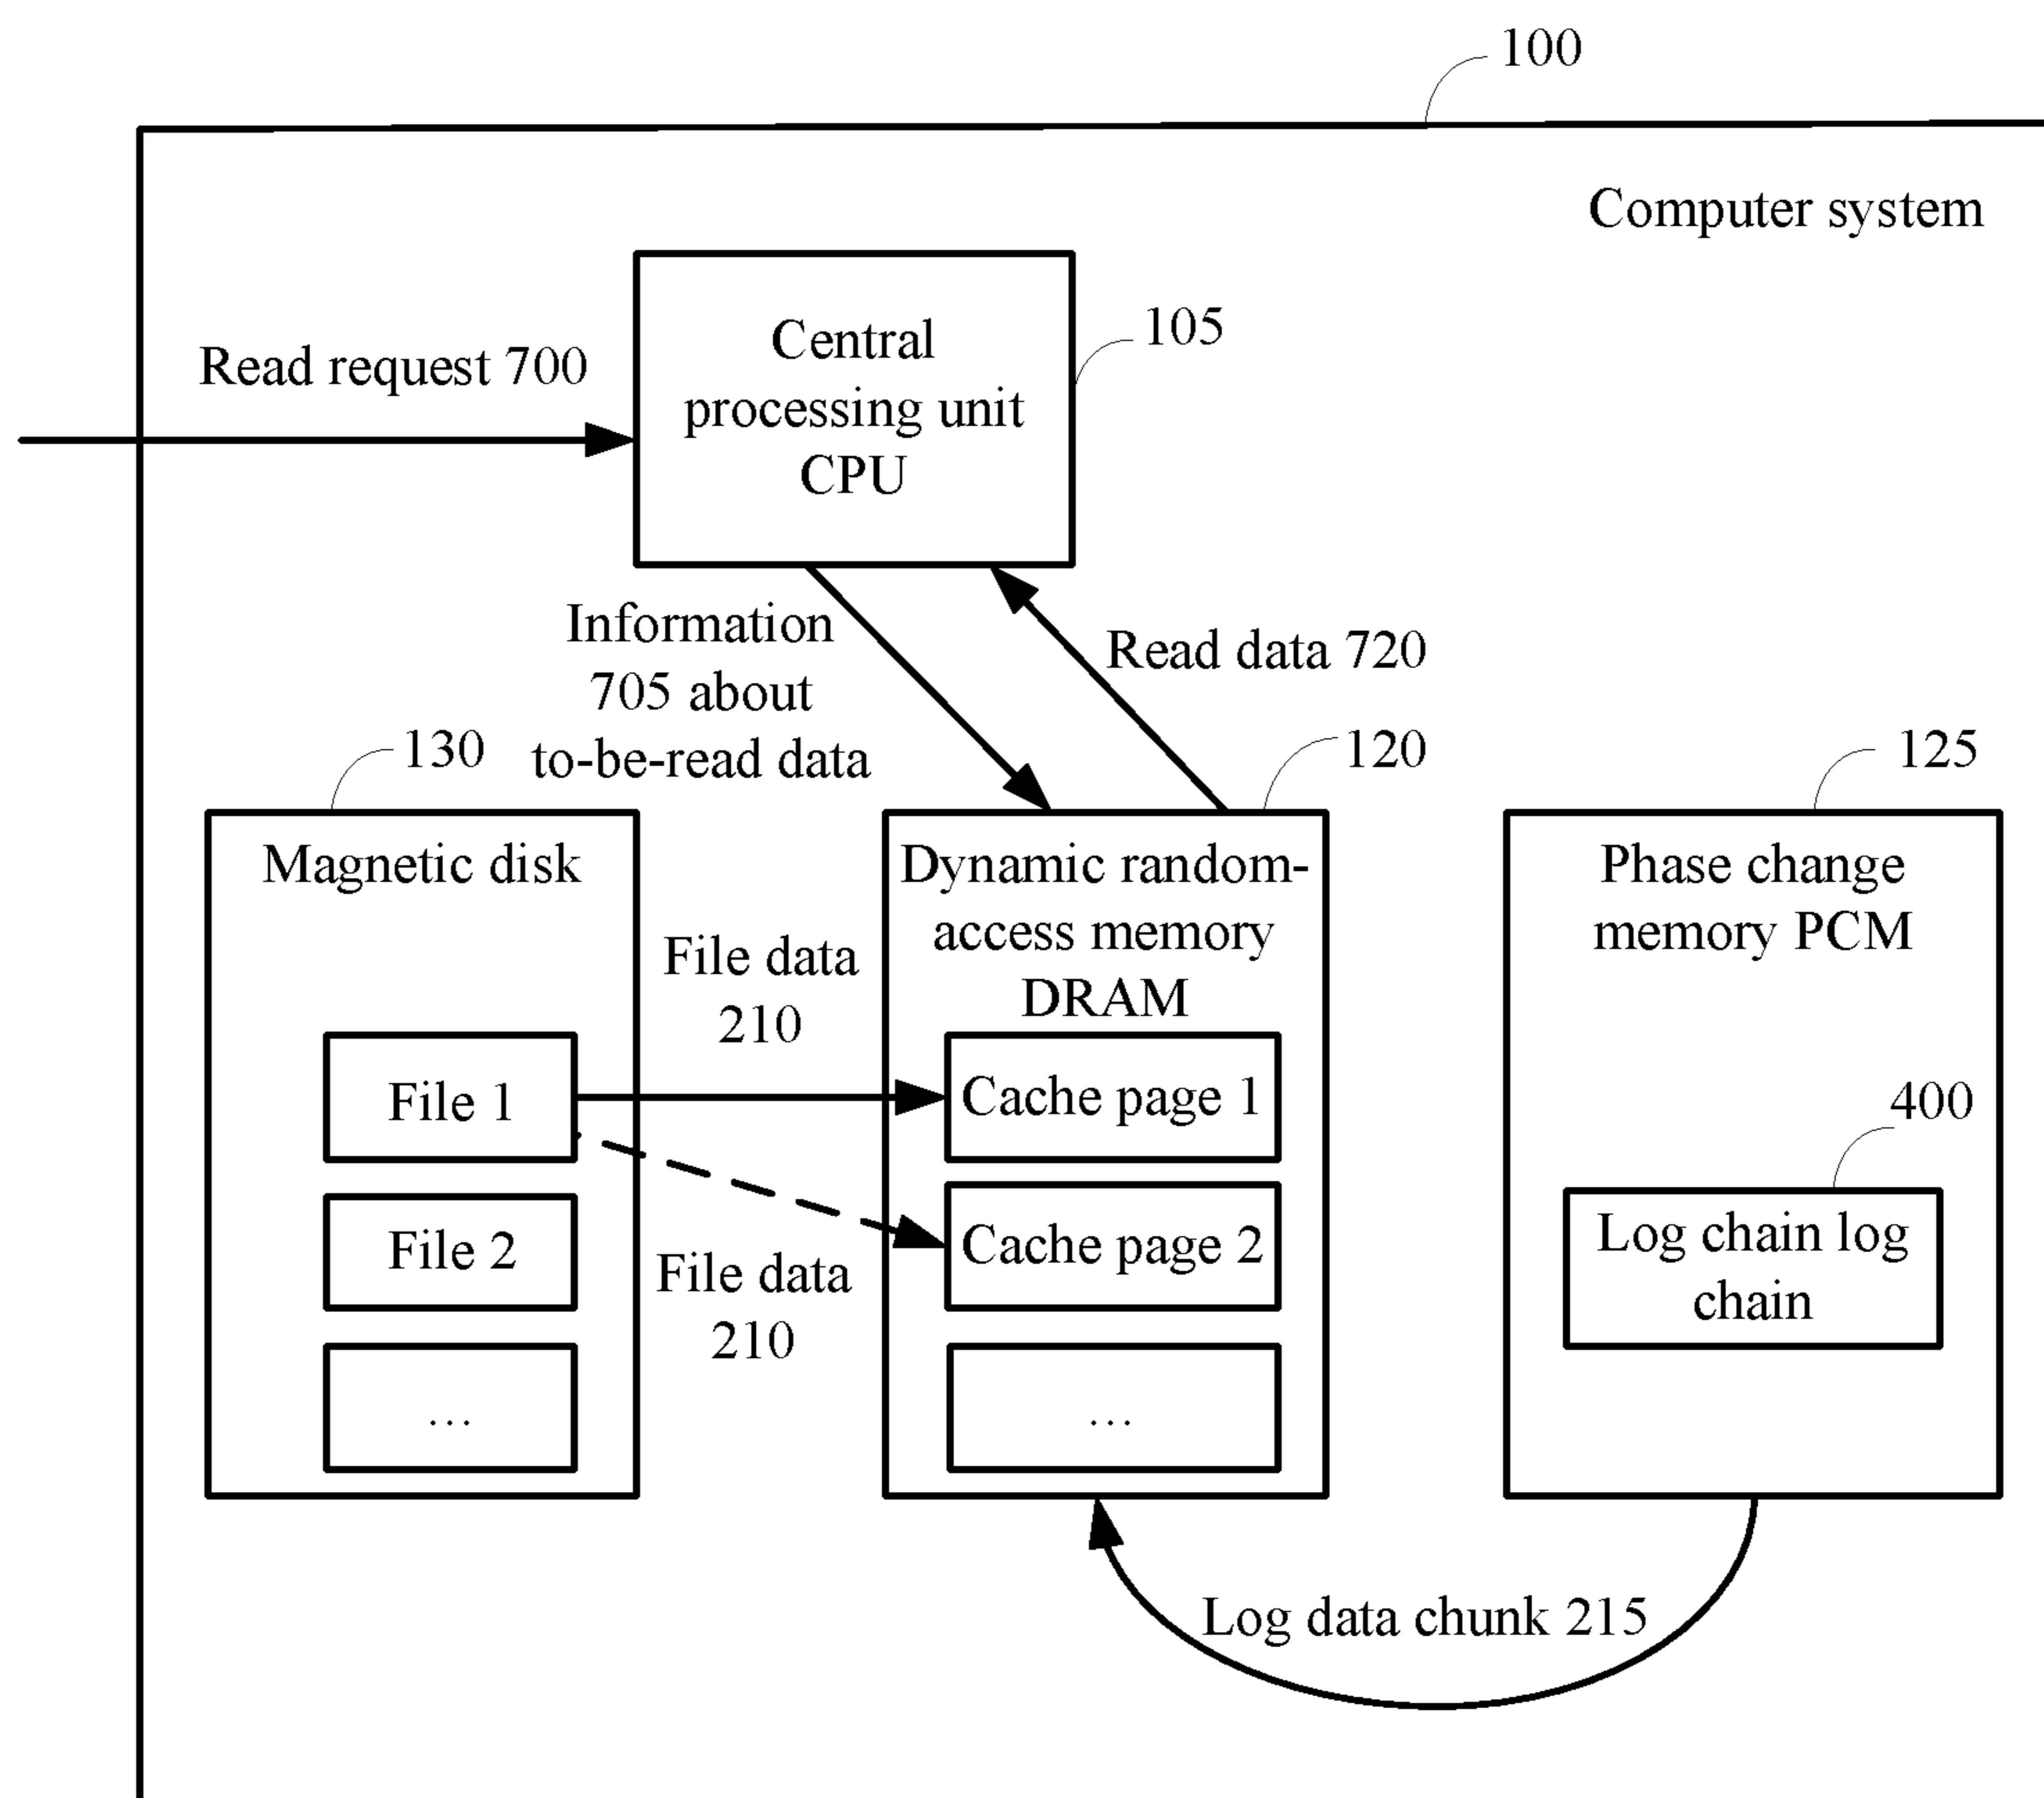 100
Computer system
Read request 700
Central
processing unit
CPU
105
Information
705 about
to-be-read data
Read data 720
130
120
125
Magnetic disk
File data
210
File 1
File 2
...
File data
210
Dynamic random-
access memory
DRAM
Cache page 1
Cache page 2
...
Phase change
memory PCM
400
Log chain log
chain
Log data chunk 215